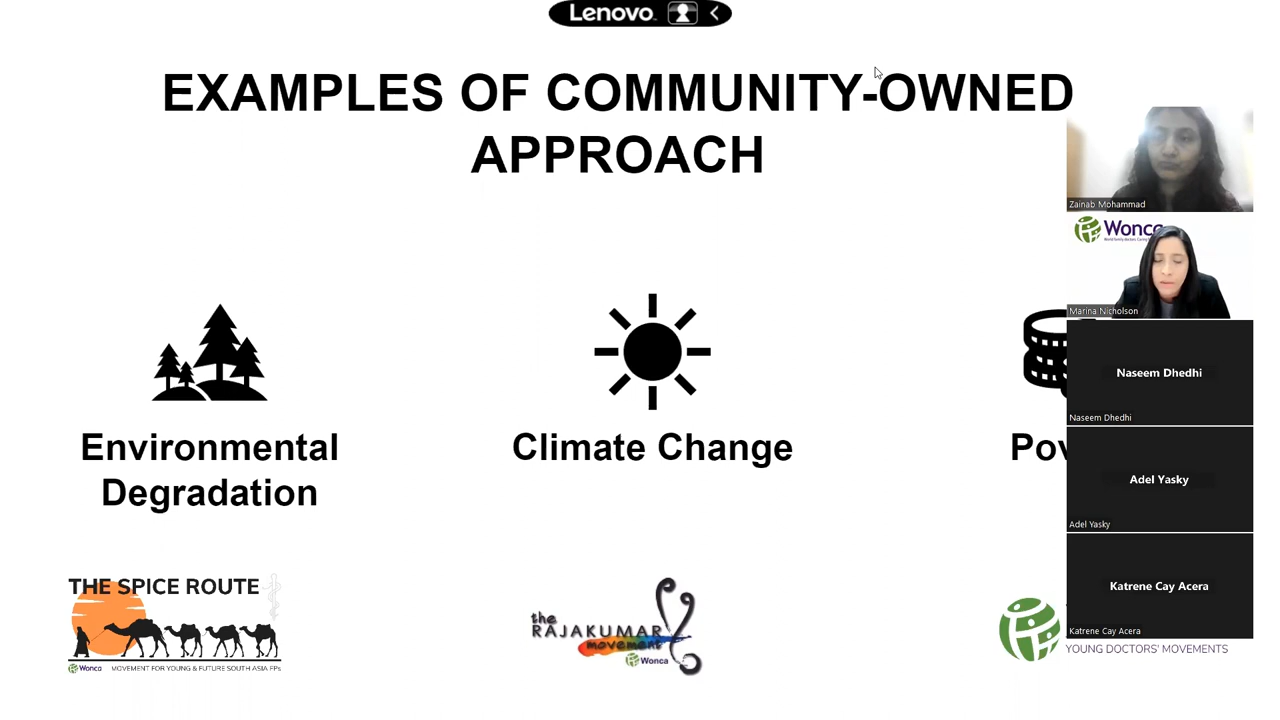 Lenovo
EXAMPLES OF COMMUNITY-OWNED
APPROACH
Zainab Mohammad
Wonca
Marina Nicholson
Naseem Dhedhi
Naseem Dhedhi
Environmental
Degradation
Climate Change
Pov
Adel Yasky
Adel Yasky
Katrene Cay Acera
Katrene Cay Acera
THE SPICE ROUTE
Wonca MOVEMENT FOR YOUNG & FUTURE SOUTH ASIA FPs
the
RAJAKUMAR
movement
Wonca
YOUNG DOCTORS' MOVEMENTS